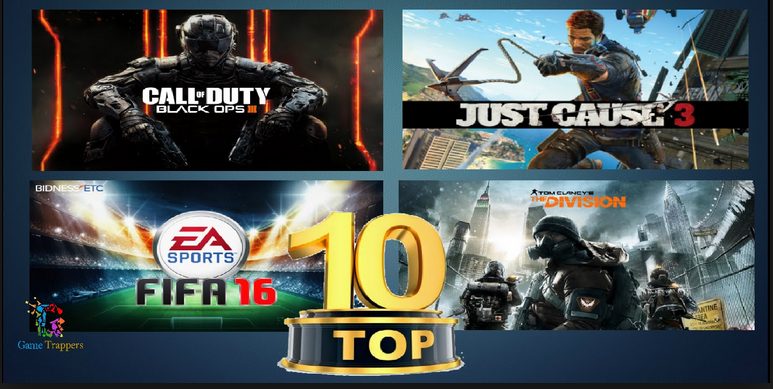 CALL OF DUTY
BLACK OPS III
JUST CAUSE 3
BIDNESS ETC
EA
SPORTS
FIFA 16
TOM CLANCY'S
THE DIVISION
10
TOP
Game Trappers